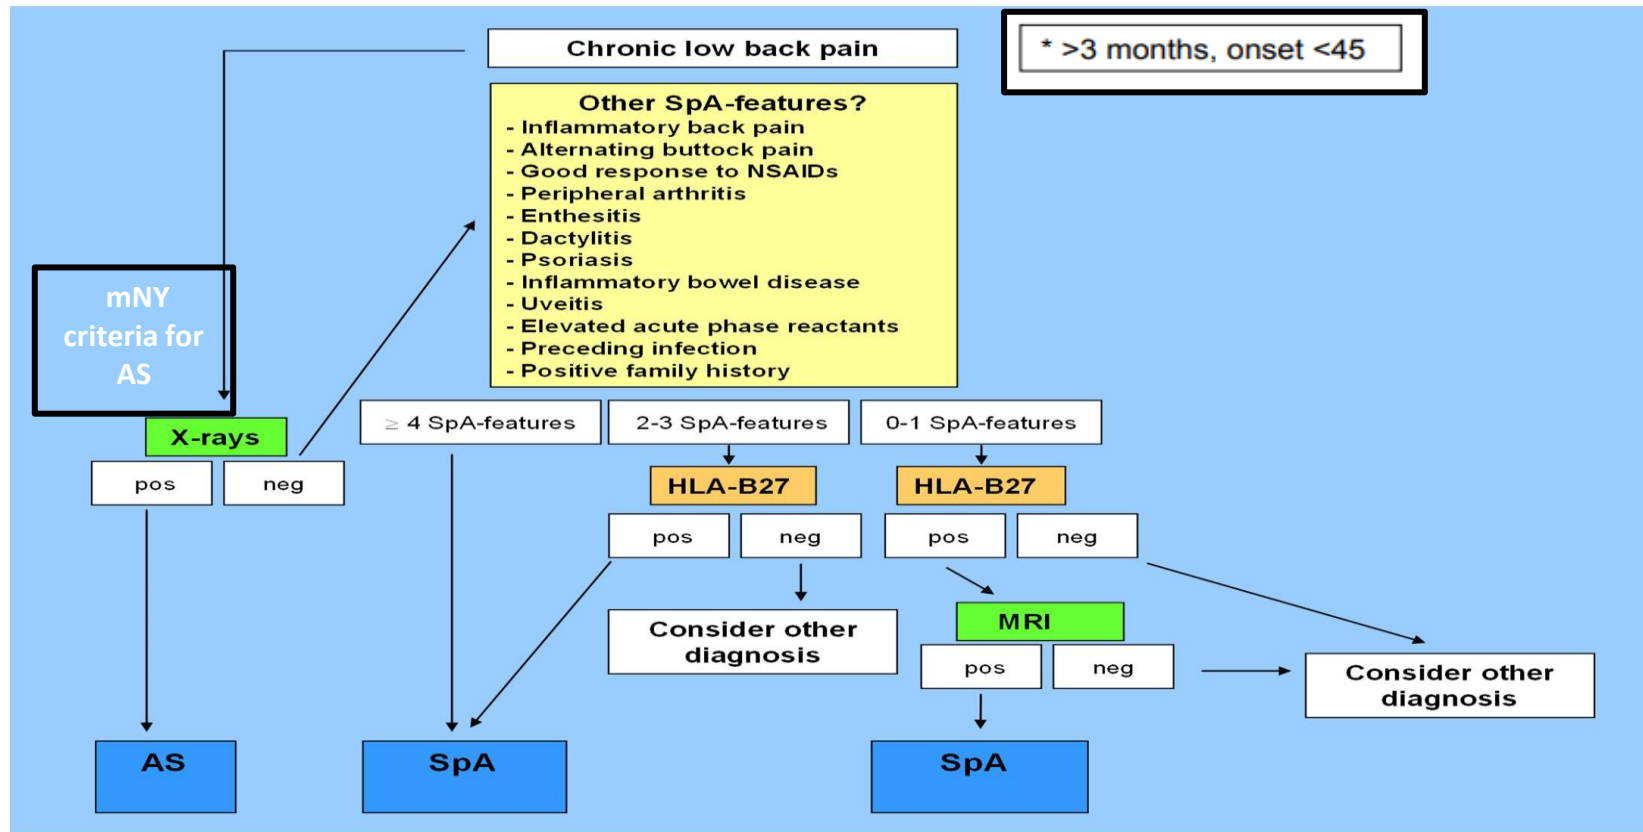 Chronic low back pain
* >3 months, onset <45
Other SpA-features?
- Inflammatory back pain
- Alternating buttock pain
- Good response to NSAIDs
- Peripheral arthritis
- Enthesitis
- Dactylitis
- Psoriasis
- Inflammatory bowel disease
- Uveitis
- Elevated acute phase reactants
- Preceding infection
- Positive family history
mNY
criteria for
AS
X-rays
pos
neg
≥ 4 SpA-features
2-3 SpA-features
0-1 SpA-features
HLA-B27
HLA-B27
pos
neg
pos
neg
Consider other
diagnosis
MRI
pos
neg
Consider other
diagnosis
AS
SpA
SpA